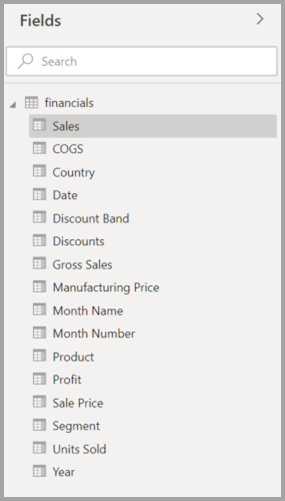 Fields
Search
financials
Sales
COGS
Country
Date
Discount Band
Discounts
Gross Sales
Manufacturing Price
Month Name
Month Number
Product
Profit
Sale Price
Segment
Units Sold
Year